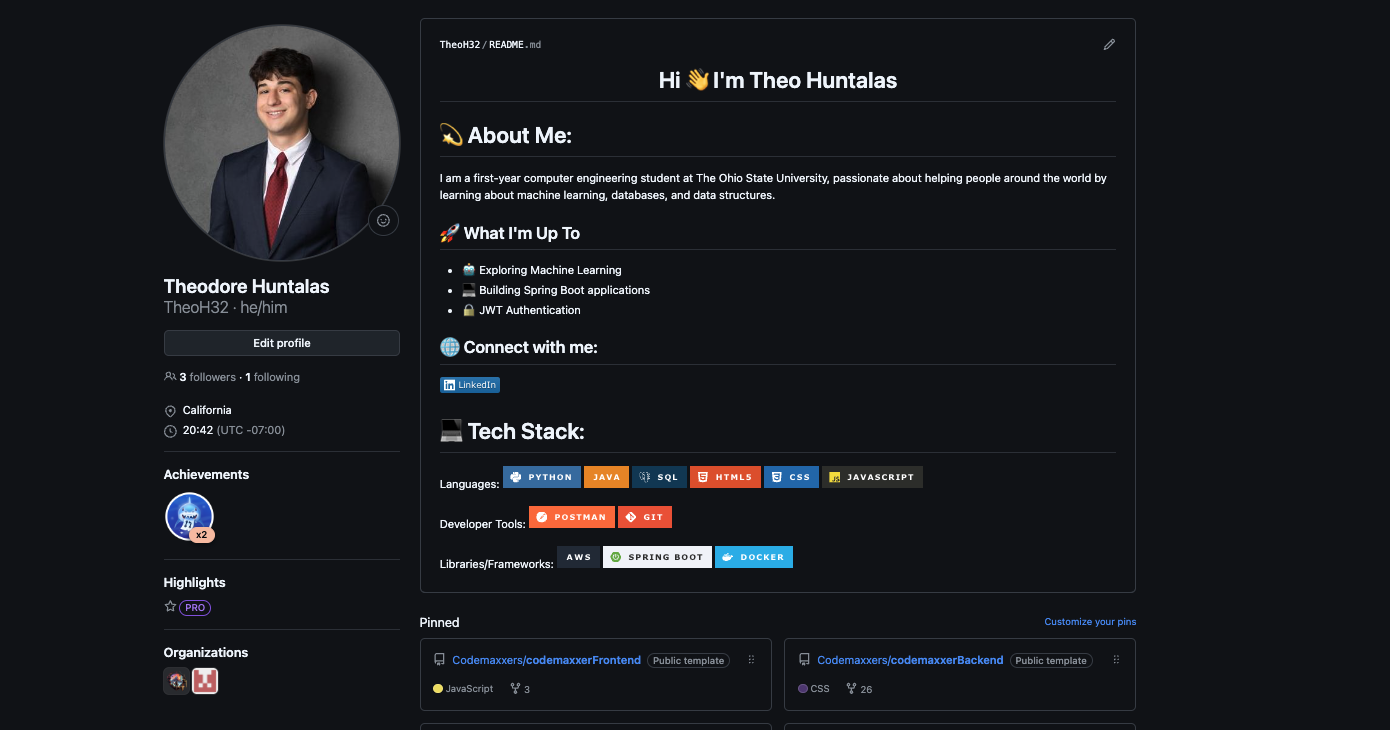 TheoH32/README.md
Hi 👋 I'm Theo Huntalas
💫 About Me:
I am a first-year computer engineering student at The Ohio State University, passionate about helping people around the world by
learning about machine learning, databases, and data structures.
🚀 What I'm Up To
• 🤖 Exploring Machine Learning
• 💻 Building Spring Boot applications
• 🔒 JWT Authentication
🌐 Connect with me:
LinkedIn
💻 Tech Stack:
Languages: PYTHON JAVA SQL HTML5 CSS JAVASCRIPT
Developer Tools: POSTMAN GIT
Libraries/Frameworks: AWS SPRING BOOT DOCKER
Theodore Huntalas
TheoH32 · he/him
Edit profile
3 followers · 1 following
California
20:42 (UTC -07:00)
Achievements
x2
Highlights
PRO
Organizations
Pinned
Customize your pins
Codemaxxers/codemaxxerFrontend Public template
JavaScript 3
Codemaxxers/codemaxxerBackend Public template
CSS 26